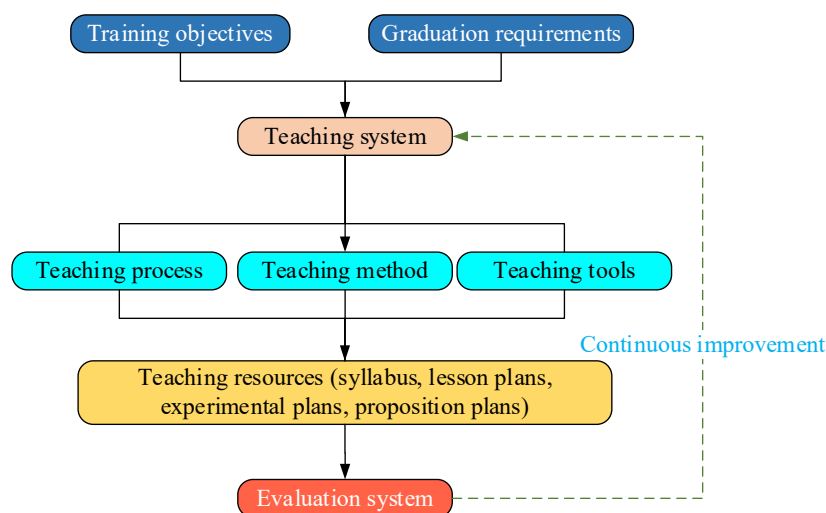 Training objectives
Graduation requirements
Teaching system
Teaching process
Teaching method
Teaching tools
Continuous improvement
Teaching resources (syllabus, lesson plans,
experimental plans, proposition plans)
Evaluation system